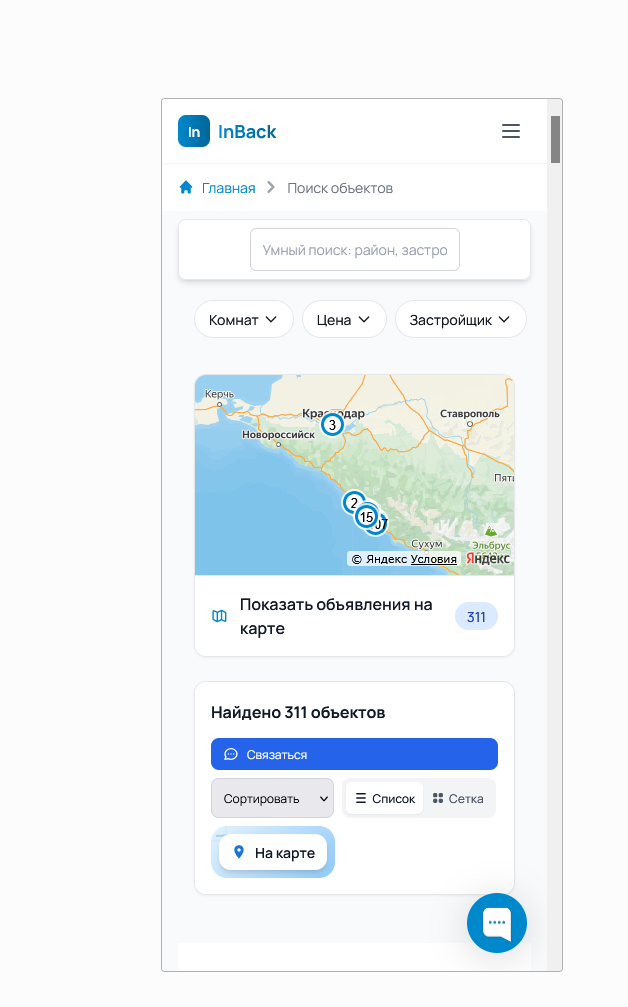 In InBack
Главная Поиск объектов
Умный поиск: район, застро
Комнат Цена Застройщик
Керчь
Краснодар
Ставрополь
3
Новороссийск
Пяти
2
15
07
Сухум
Эльбрус
© Яндекс Условия Яндекс
Показать объявления на
карте
311
Найдено 311 объектов
Связаться
Сортировать Список Сетка
На карте